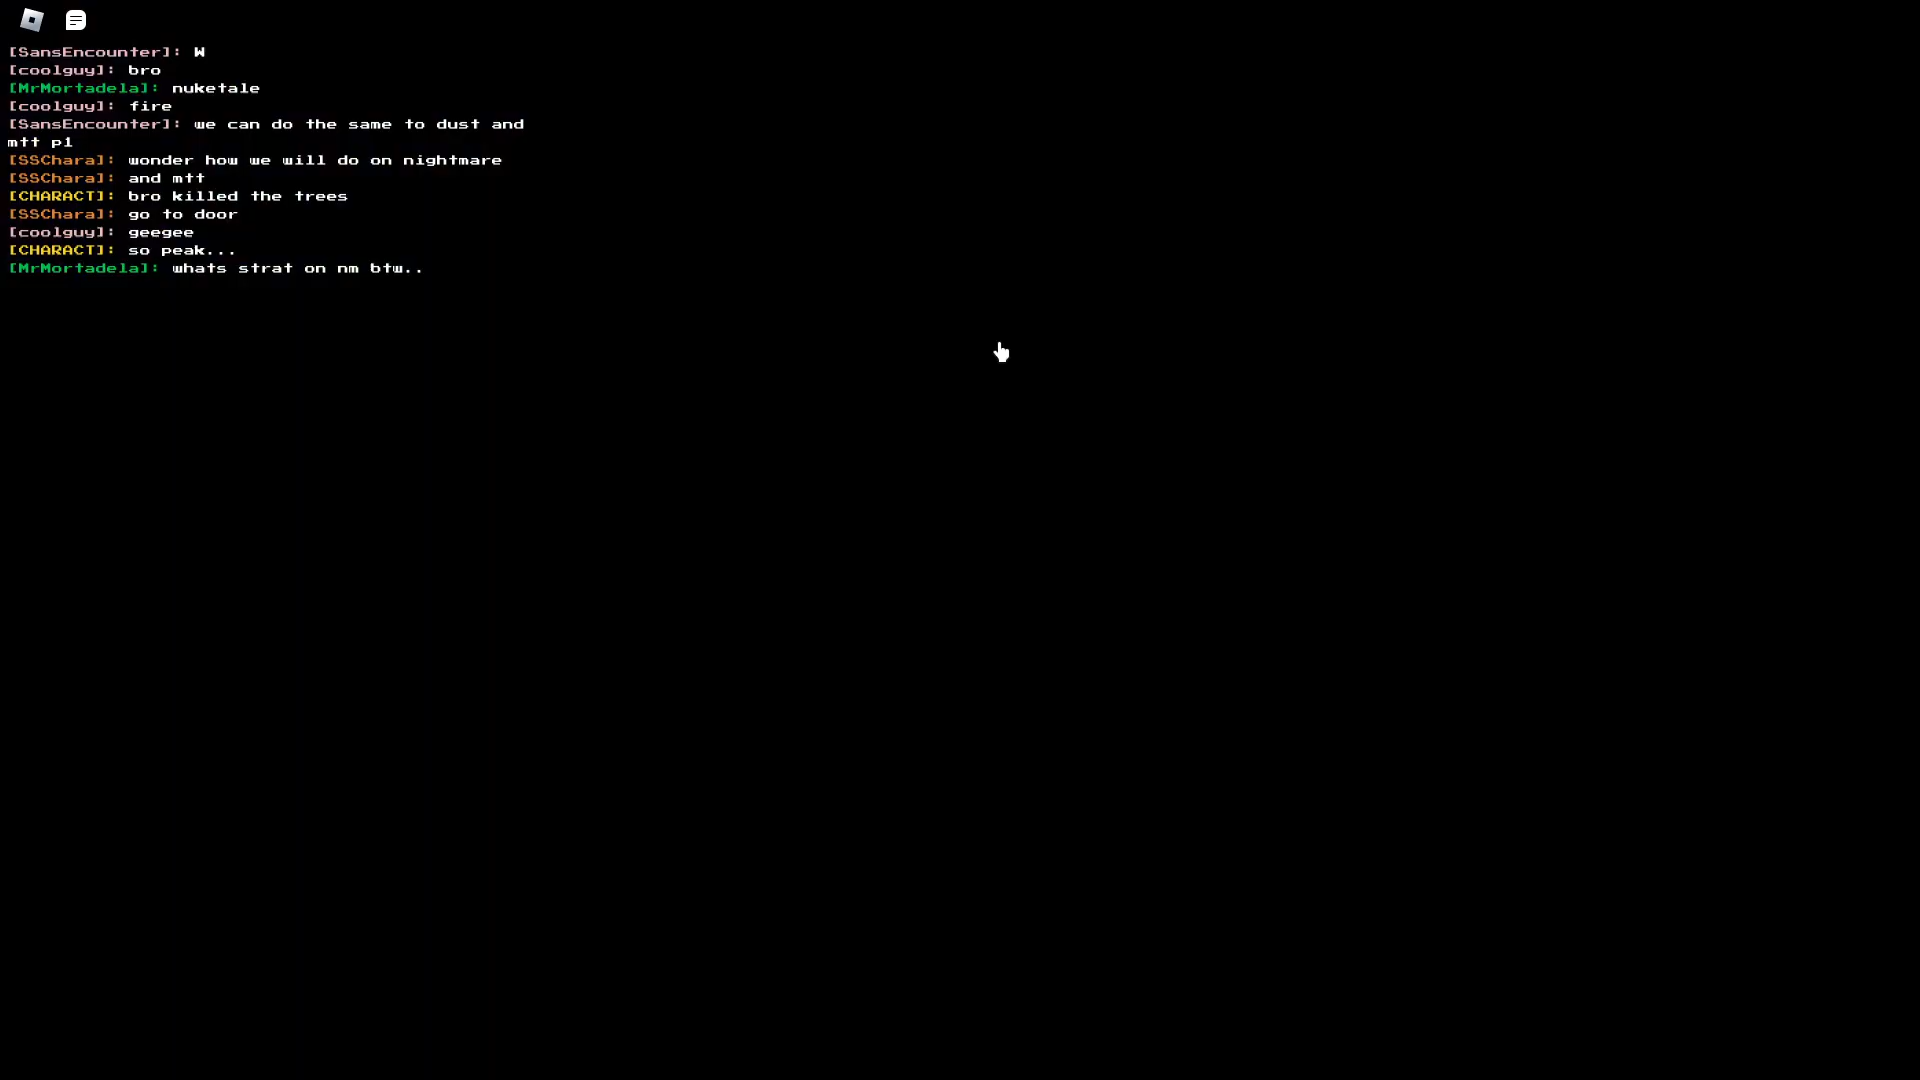 [SansEncounter]: W
[coolguy]: bro
[MrMortadela]: nuketale
[coolguy]: fire
[SansEncounter]: we can do the same to dust and
mtt p1
[SSChara]: wonder how we will do on nightmare
[SSChara]: and mtt
[CHARACT]: bro killed the trees
[SSChara]: go to door
[coolguy]: geegee
[CHARACT]: so peak...
[MrMortadela]: whats strat on nm btw..